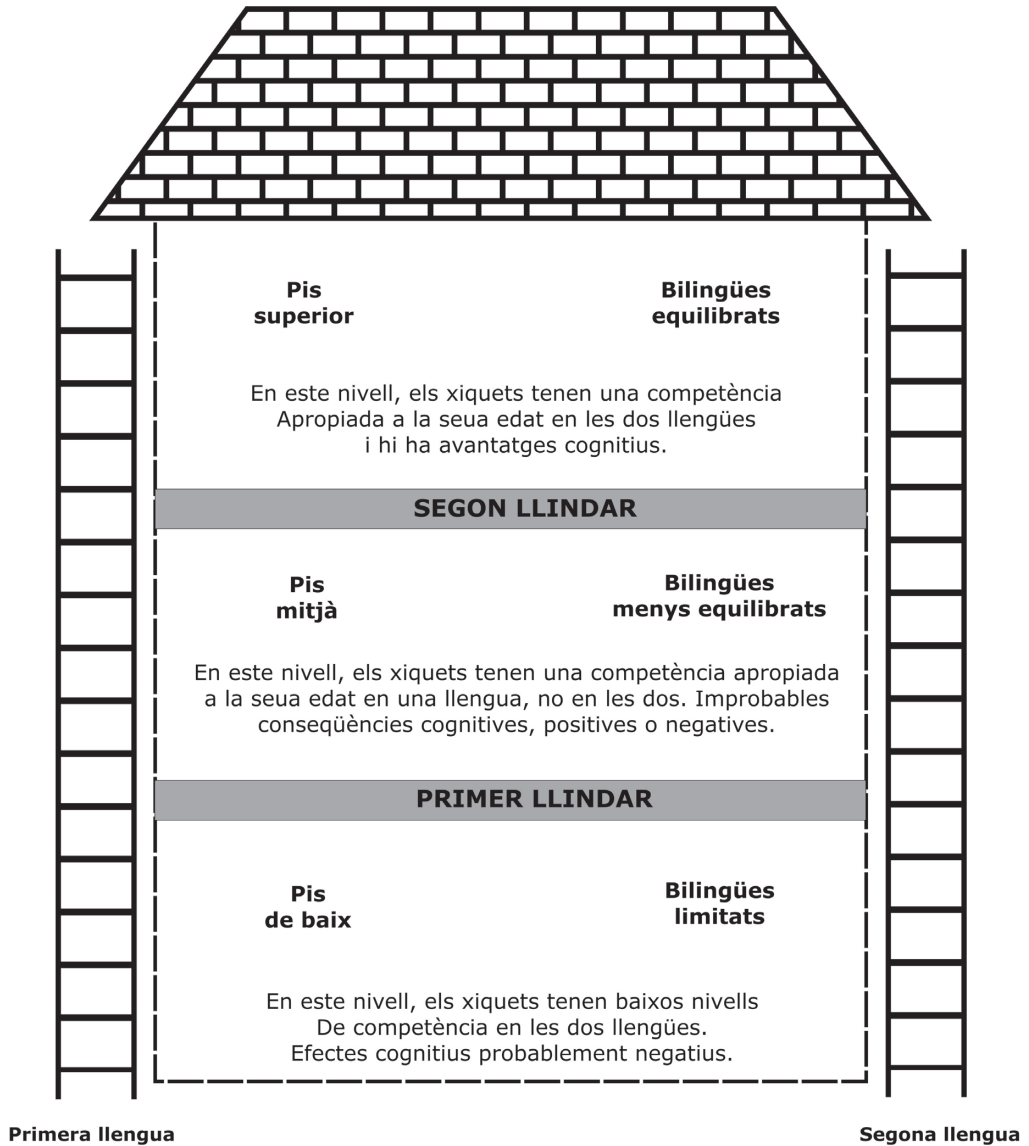 Pis
superior
Bilingües
equilibrats
En este nivell, els xiquets tenen una competència
Apropiada a la seua edat en les dos llengües
i hi ha avantatges cognitius.
SEGON LLINDAR
Pis
mitjà
Bilingües
menys equilibrats
En este nivell, els xiquets tenen una competència apropiada
a la seua edat en una llengua, no en les dos. Improbables
conseqüències cognitives, positives o negatives.
PRIMER LLINDAR
Pis
de baix
Bilingües
limitats
En este nivell, els xiquets tenen baixos nivells
De competència en les dos llengües.
Efectes cognitius probablement negatius.
Primera llengua
Segona llengua